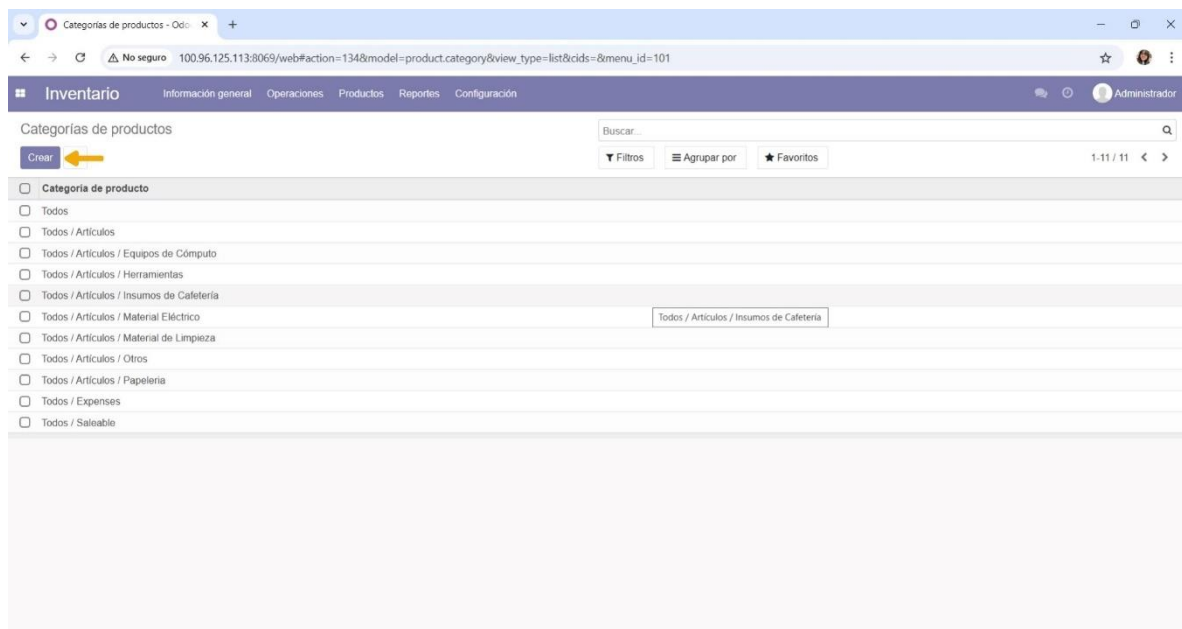 Categorías de productos - Odo
No seguro 100.96.125.113:8069/web#action=134&model=product.category&view_type=list&cids=&menu_id=101
Inventario Información general Operaciones Productos Reportes Configuración Administrador
Categorías de productos Buscar...
Crear Filtros Agrupar por Favoritos 1-11 / 11
Categoría de producto
Todos
Todos / Artículos
Todos / Artículos / Equipos de Cómputo
Todos / Artículos / Herramientas
Todos / Artículos / Insumos de Cafetería
Todos / Artículos / Material Eléctrico Todos / Artículos / Insumos de Cafetería
Todos / Artículos / Material de Limpieza
Todos / Artículos / Otros
Todos / Artículos / Papeleria
Todos / Expenses
Todos / Saleable